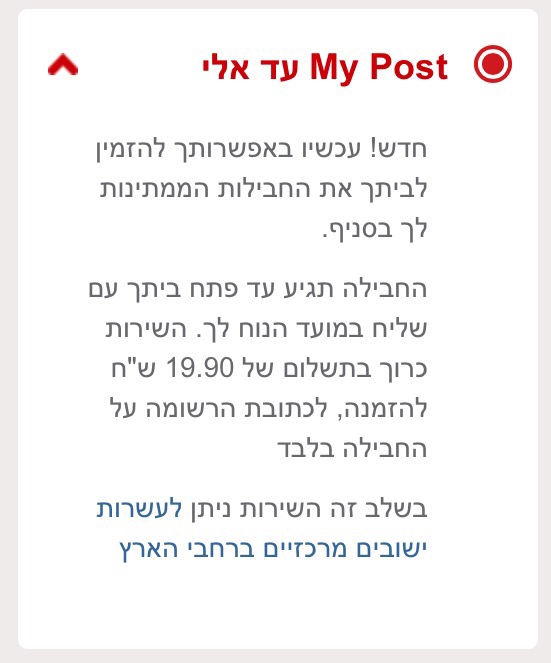 My Post עד אלי
חדש! עכשיו באפשרותך להזמין
לביתך את החבילות הממתינות
לך בסניף.
החבילה תגיע עד פתח ביתך עם
שליח במועד הנוח לך. השירות
כרוך בתשלום של 19.90 ש"ח
להזמנה, לכתובת הרשומה על
החבילה בלבד
בשלב זה השירות ניתן לעשרות
ישובים מרכזיים ברחבי הארץ